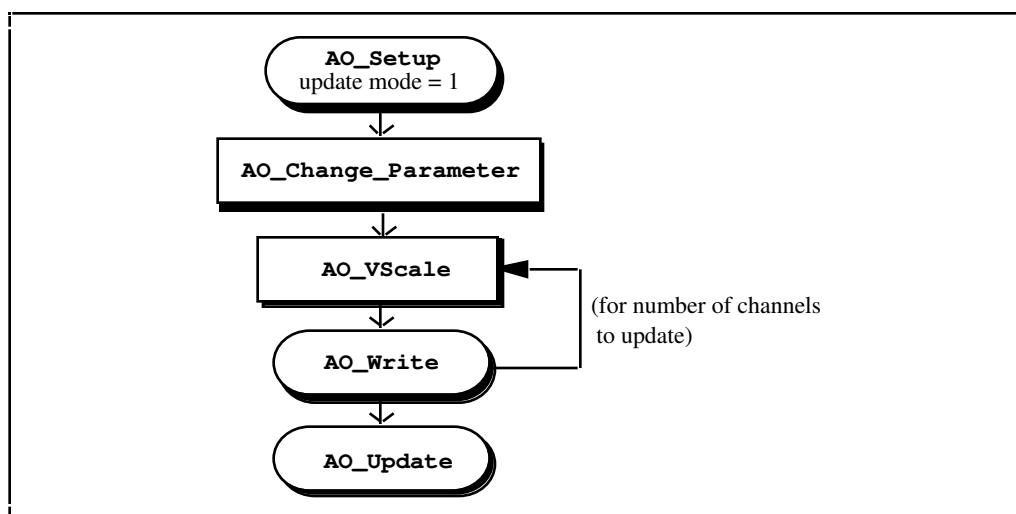 AO_Setup
update mode = 1
AO_Change_Parameter
AO_VScale
(for number of channels
to update)
AO_Write
AO_Update